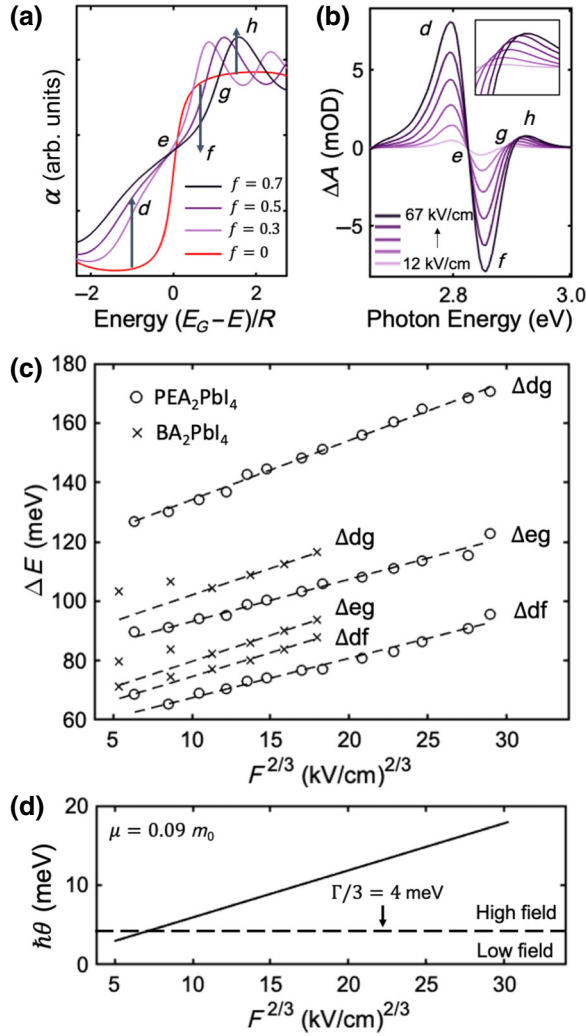 (a)
α (arb. units)
d
e
f
g
h
f = 0.7
f = 0.5
f = 0.3
f = 0
−2
0
2
Energy (E_G−E)/R
(b)
ΔA (mOD)
5
0
−5
d
e
f
g
h
67 kV/cm
12 kV/cm
2.8
3.0
Photon Energy (eV)
(c)
ΔE (meV)
180
160
140
120
100
80
60
PEA₂PbI₄
BA₂PbI₄
Δdg
Δdg
Δeg
Δeg
Δdf
Δdf
5
10
15
20
25
30
F^{2/3} (kV/cm)^{2/3}
(d)
ħθ (meV)
20
10
0
μ = 0.09 m₀
Γ/3 = 4 meV
High field
Low field
5
10
15
20
25
30
F^{2/3} (kV/cm)^{2/3}